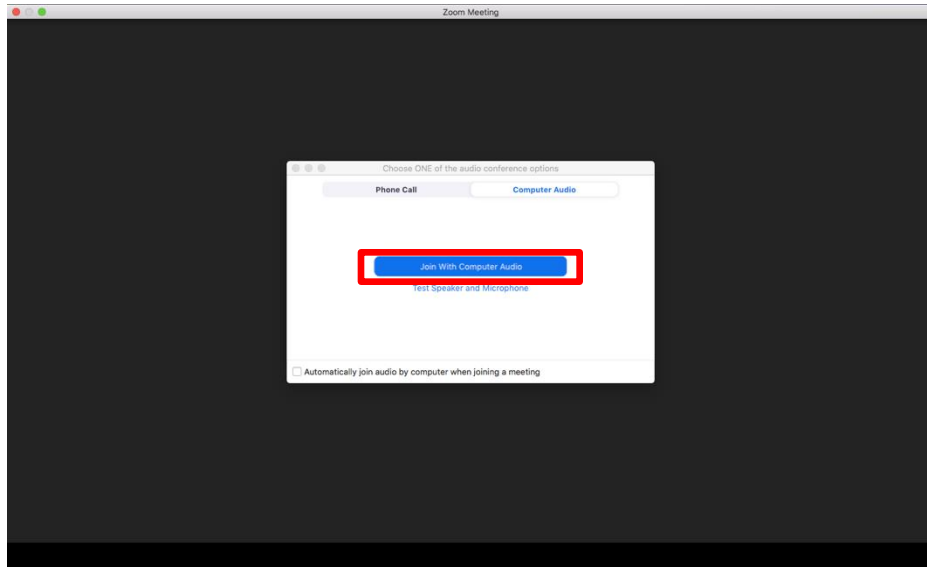 Zoom Meeting
Choose ONE of the audio conference options
Phone Call
Computer Audio
Join With Computer Audio
Test Speaker and Microphone
Automatically join audio by computer when joining a meeting